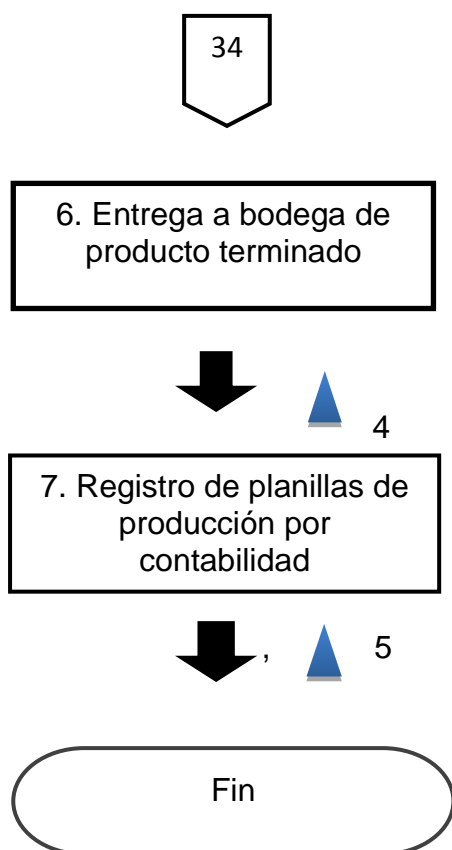 34
6. Entrega a bodega de
producto terminado
4
7. Registro de planillas de
producción por
contabilidad
, 5
Fin